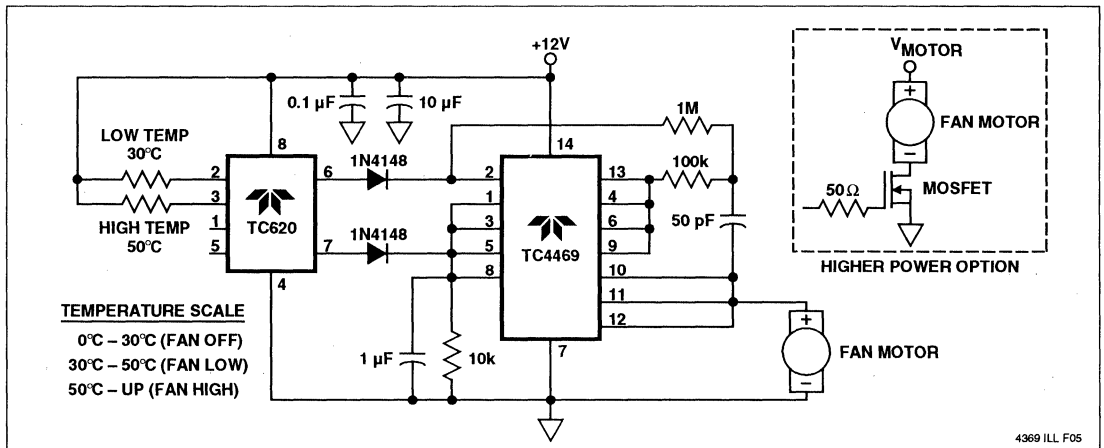 +12V
0.1 µF
10 µF
1M
LOW TEMP
30°C
HIGH TEMP
50°C
8
2
3
1
5
TC620
6
7
4
1N4148
1N4148
14
2
1
3
5
8
TC4469
13
4
6
9
10
11
12
7
100k
50 pF
1 µF
10k
+
FAN MOTOR
–
TEMPERATURE SCALE
0°C – 30°C (FAN OFF)
30°C – 50°C (FAN LOW)
50°C – UP (FAN HIGH)
VMOTOR
+
FAN MOTOR
–
50Ω
MOSFET
HIGHER POWER OPTION
4369 ILL F05